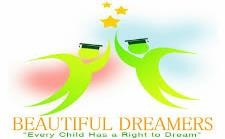 BEAUTIFUL DREAMERS
"Every Child Has a Right to Dream"